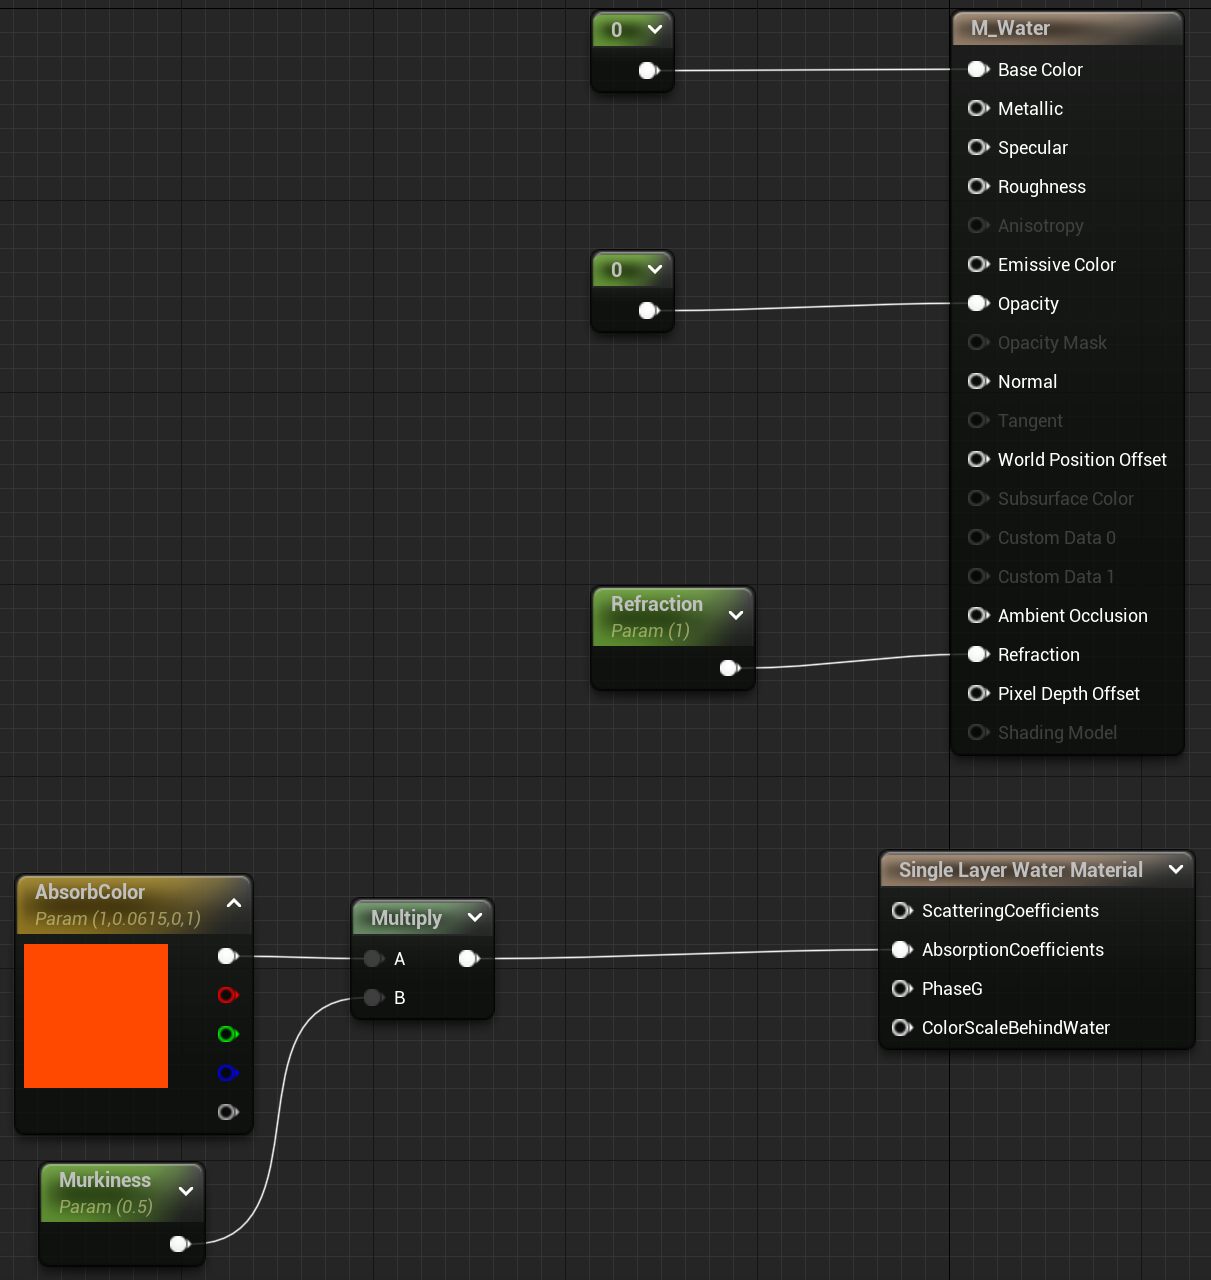 0
M_Water
Base Color
Metallic
Specular
Roughness
Anisotropy
Emissive Color
0
Opacity
Opacity Mask
Normal
Tangent
World Position Offset
Subsurface Color
Custom Data 0
Custom Data 1
Ambient Occlusion
Refraction
Param (1)
Refraction
Pixel Depth Offset
Shading Model
AbsorbColor
Param (1,0.0615,0,1)
Multiply
A
B
Single Layer Water Material
ScatteringCoefficients
AbsorptionCoefficients
PhaseG
ColorScaleBehindWater
Murkiness
Param (0.5)